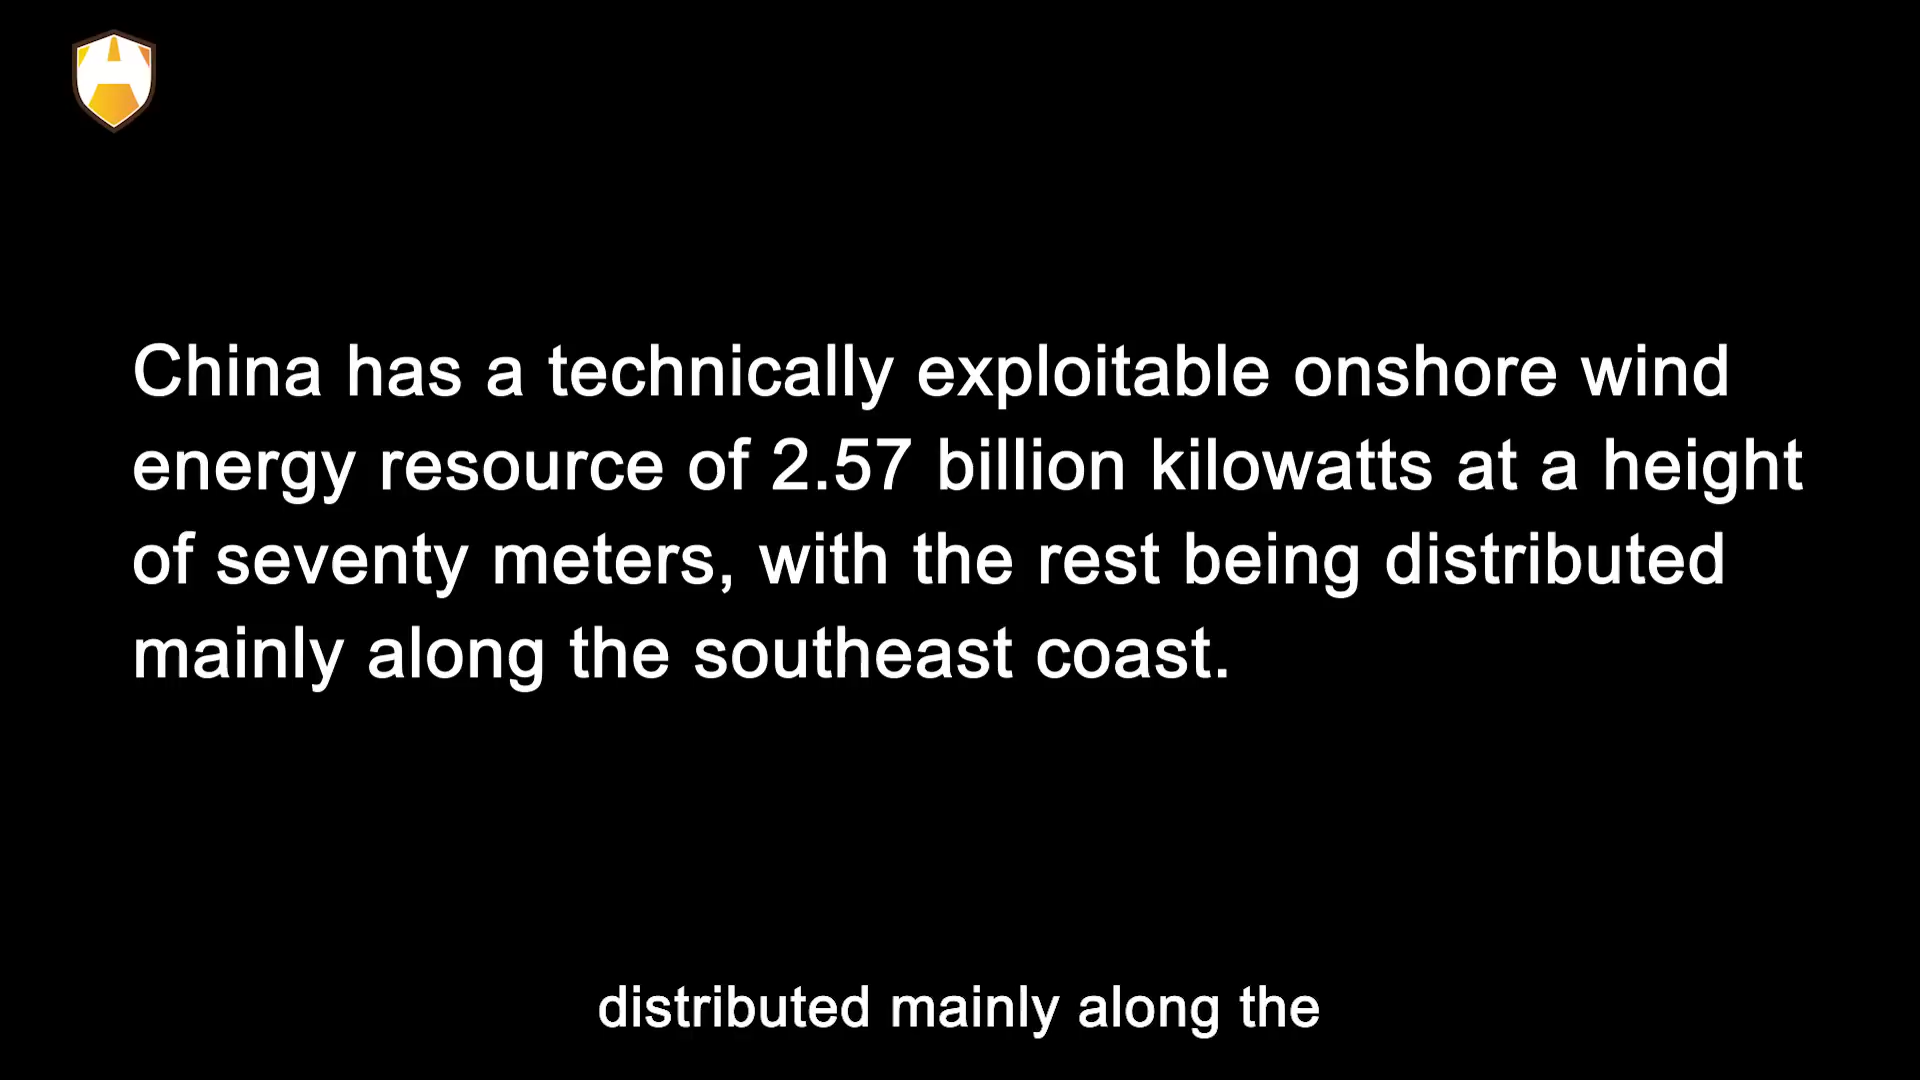 China has a technically exploitable onshore wind
energy resource of 2.57 billion kilowatts at a height
of seventy meters, with the rest being distributed
mainly along the southeast coast.
distributed mainly along the